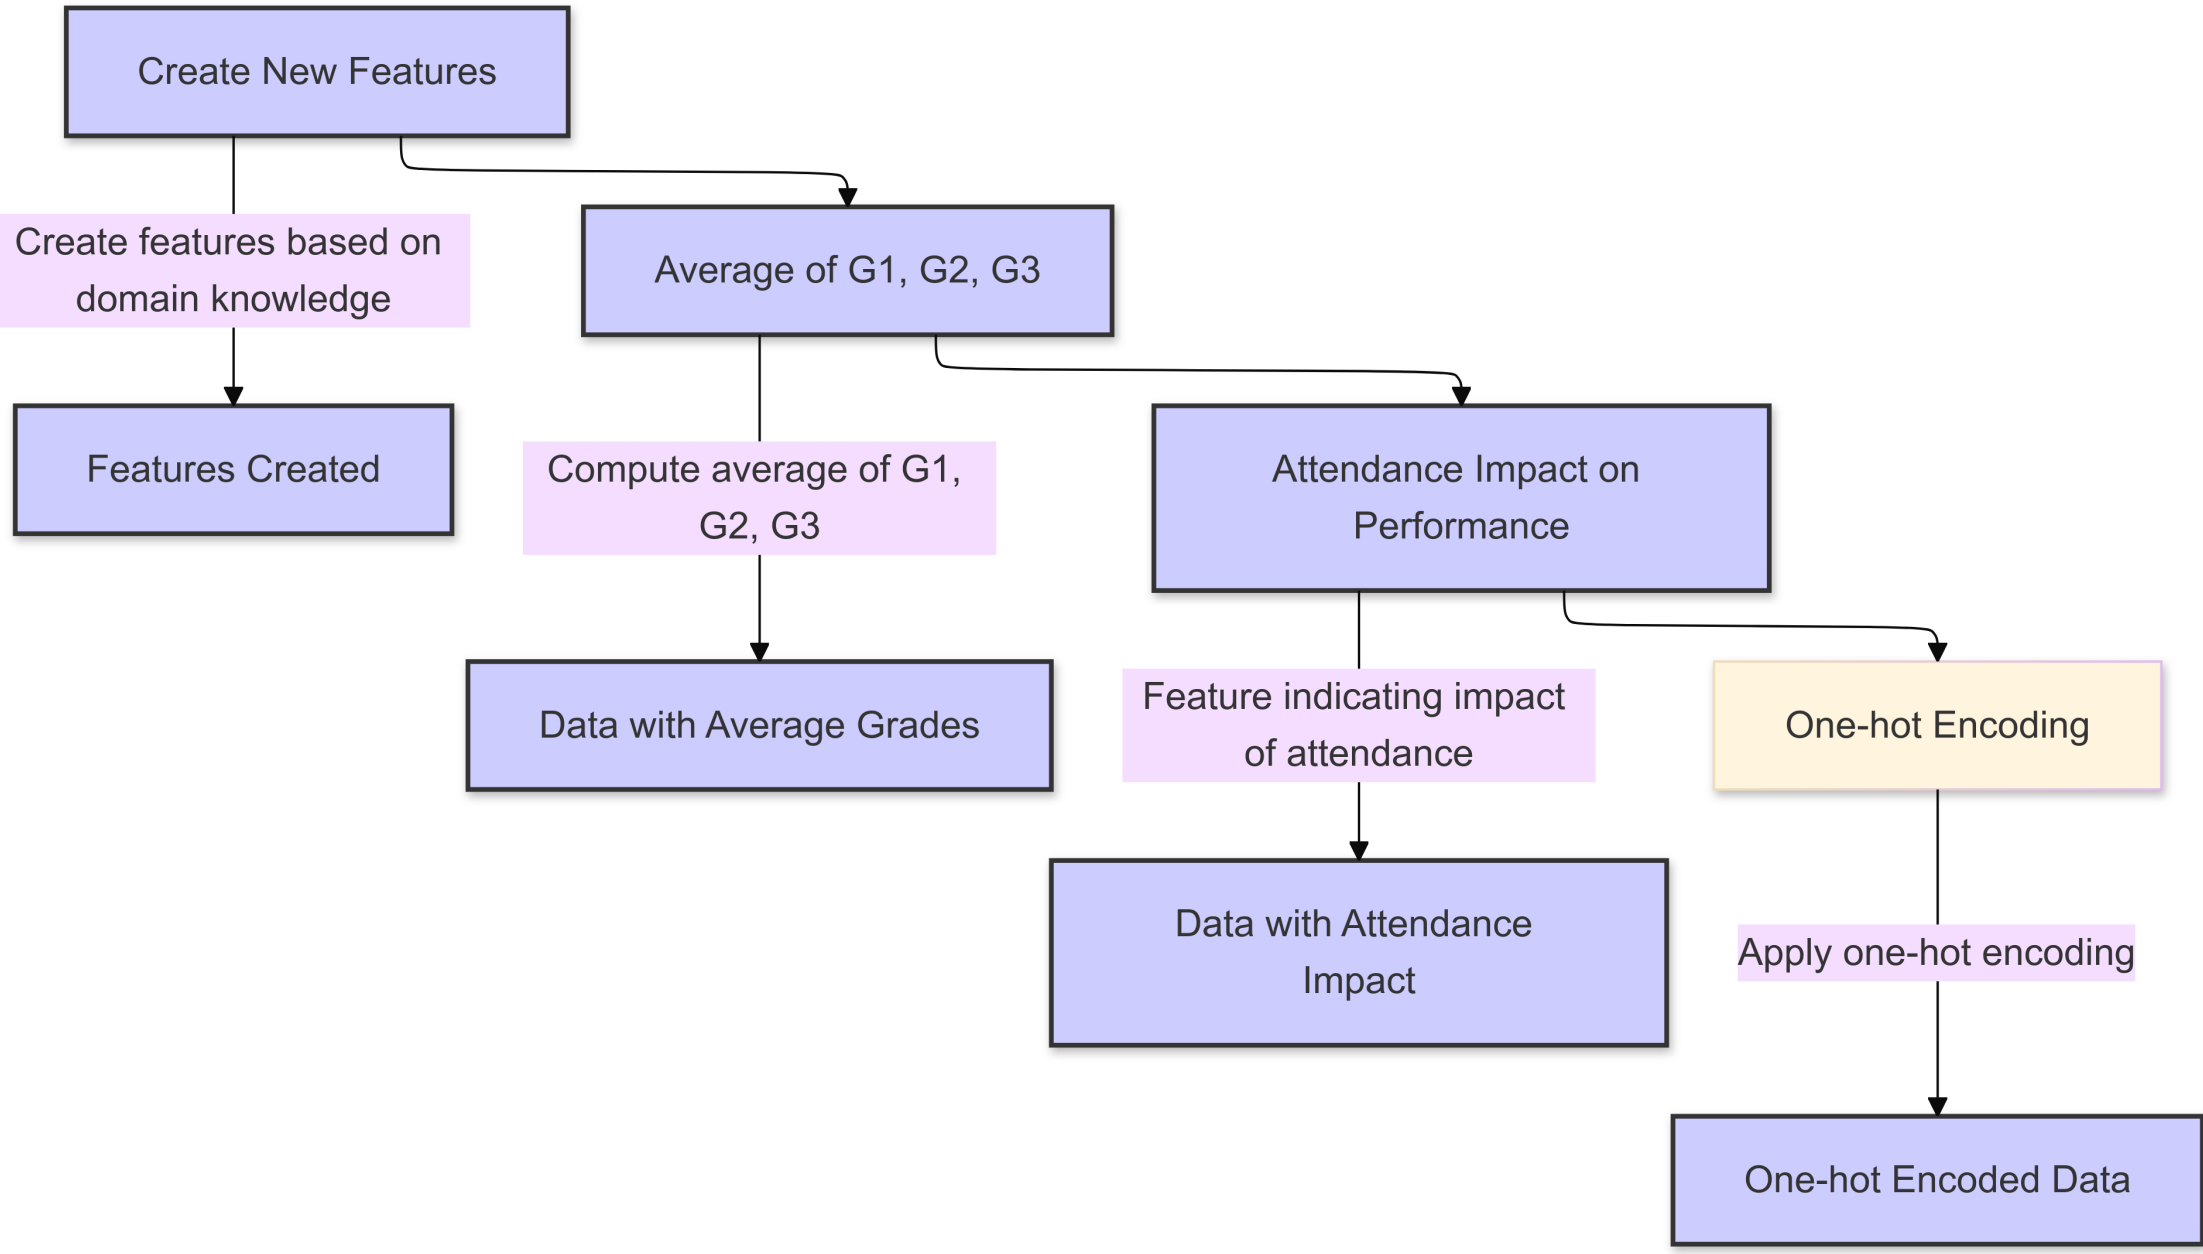 Create New Features
Create features based on
domain knowledge
Average of G1, G2, G3
Features Created
Compute average of G1,
G2, G3
Attendance Impact on
Performance
Data with Average Grades
Feature indicating impact
of attendance
One-hot Encoding
Data with Attendance
Impact
Apply one-hot encoding
One-hot Encoded Data